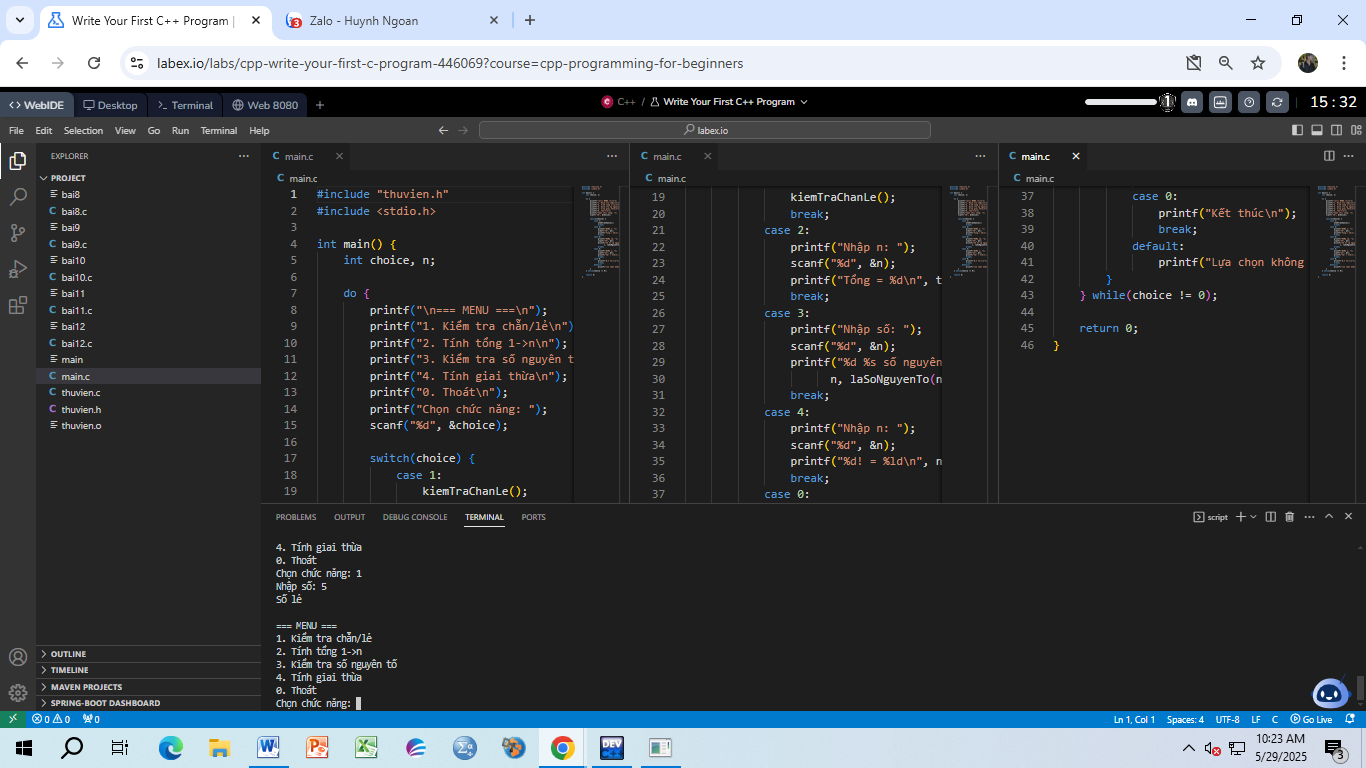 Write Your First C++ Program |
Zalo - Huynh Ngoan
labex.io/labs/cpp-write-your-first-c-program-446069?course=cpp-programming-for-beginners
WebIDE Desktop Terminal Web 8080
C++ / Write Your First C++ Program
15:32
File Edit Selection View Go Run Terminal Help
labex.io
EXPLORER
PROJECT
bai8
bai8.c
bai9
bai9.c
bai10
bai10.c
bai11
bai11.c
bai12
bai12.c
main
main.c
thuvien.c
thuvien.h
thuvien.o
OUTLINE
TIMELINE
MAVEN PROJECTS
SPRING-BOOT DASHBOARD
main.c
main.c
1 #include "thuvien.h"
2 #include <stdio.h>
3
4 int main() {
5 int choice, n;
6
7 do {
8 printf("\n=== MENU ===\n");
9 printf("1. Kiểm tra chẵn/lẻ\n")
10 printf("2. Tính tổng 1->n\n");
11 printf("3. Kiểm tra số nguyên t
12 printf("4. Tính giai thừa\n");
13 printf("0. Thoát\n");
14 printf("Chọn chức năng: ");
15 scanf("%d", &choice);
16
17 switch(choice) {
18 case 1:
19 kiemTraChanLe();
main.c
main.c
19 kiemTraChanLe();
20 break;
21 case 2:
22 printf("Nhập n: ");
23 scanf("%d", &n);
24 printf("Tổng = %d\n", t
25 break;
26 case 3:
27 printf("Nhập số: ");
28 scanf("%d", &n);
29 printf("%d %s số nguyên
30 n, laSoNguyenTo(n
31 break;
32 case 4:
33 printf("Nhập n: ");
34 scanf("%d", &n);
35 printf("%d! = %ld\n", n
36 break;
37 case 0:
main.c
main.c
37 case 0:
38 printf("Kết thúc\n");
39 break;
40 default:
41 printf("Lựa chọn không
42 }
43 } while(choice != 0);
44
45 return 0;
46 }
PROBLEMS OUTPUT DEBUG CONSOLE TERMINAL PORTS
script
4. Tính giai thừa
0. Thoát
Chọn chức năng: 1
Nhập số: 5
Số lẻ
=== MENU ===
1. Kiểm tra chẵn/lẻ
2. Tính tổng 1->n
3. Kiểm tra số nguyên tố
4. Tính giai thừa
0. Thoát
Chọn chức năng:
0 0 0
Ln 1, Col 1 Spaces: 4 UTF-8 LF C Go Live
10:23 AM
5/29/2025
3